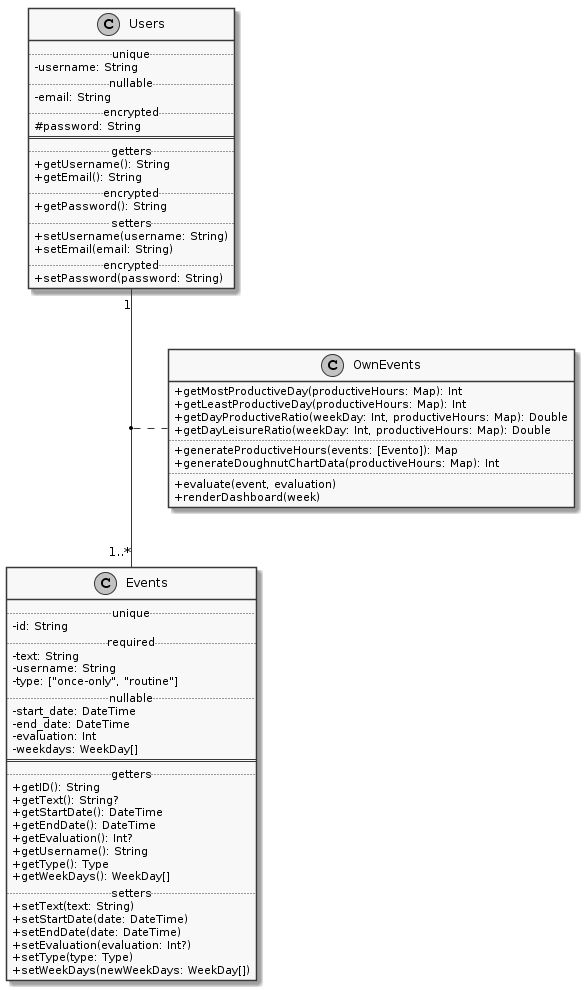 C Users
unique
-username: String
nullable
-email: String
encrypted
#password: String
getters
+getUsername(): String
+getEmail(): String
encrypted
+getPassword(): String
setters
+setUsername(username: String)
+setEmail(email: String)
encrypted
+setPassword(password: String)
1
C OwnEvents
+getMostProductiveDay(productiveHours: Map): Int
+getLeastProductiveDay(productiveHours: Map): Int
+getDayProductiveRatio(weekDay: Int, productiveHours: Map): Double
+getDayLeisureRatio(weekDay: Int, productiveHours: Map): Double
+generateProductiveHours(events: [Evento]): Map
+generateDoughnutChartData(productiveHours: Map): Int
+evaluate(event, evaluation)
+renderDashboard(week)
1..*
C Events
unique
-id: String
required
-text: String
-username: String
-type: ["once-only", "routine"]
nullable
-start_date: DateTime
-end_date: DateTime
-evaluation: Int
-weekdays: WeekDay[]
getters
+getID(): String
+getText(): String?
+getStartDate(): DateTime
+getEndDate(): DateTime
+getEvaluation(): Int?
+getUsername(): String
+getType(): Type
+getWeekDays(): WeekDay[]
setters
+setText(text: String)
+setStartDate(date: DateTime)
+setEndDate(date: DateTime)
+setEvaluation(evaluation: Int?)
+setType(type: Type)
+setWeekDays(newWeekDays: WeekDay[])